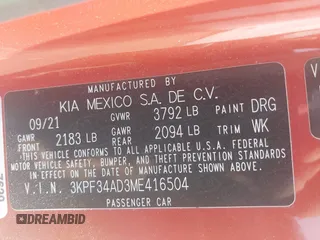 MANUFACTURED BY
KIA MEXICO S.A. DE C.V.
09/21 GVWR 3792 LB PAINT DRG
GAWR FRONT 2183 LB GAWR REAR 2094 LB TRIM WK
THIS VEHICLE CONFORMS TO ALL APPLICABLE U.S.A. FEDERAL
MOTOR VEHICLE SAFETY, BUMPER, AND THEFT PREVENTION
STANDARDS IN EFFECT ON THE DATE OF MANUFACTURE SHOWN ABOVE.
V.I.N. 3KPF34AD3ME416504
PASSENGER CAR
DREAMBID